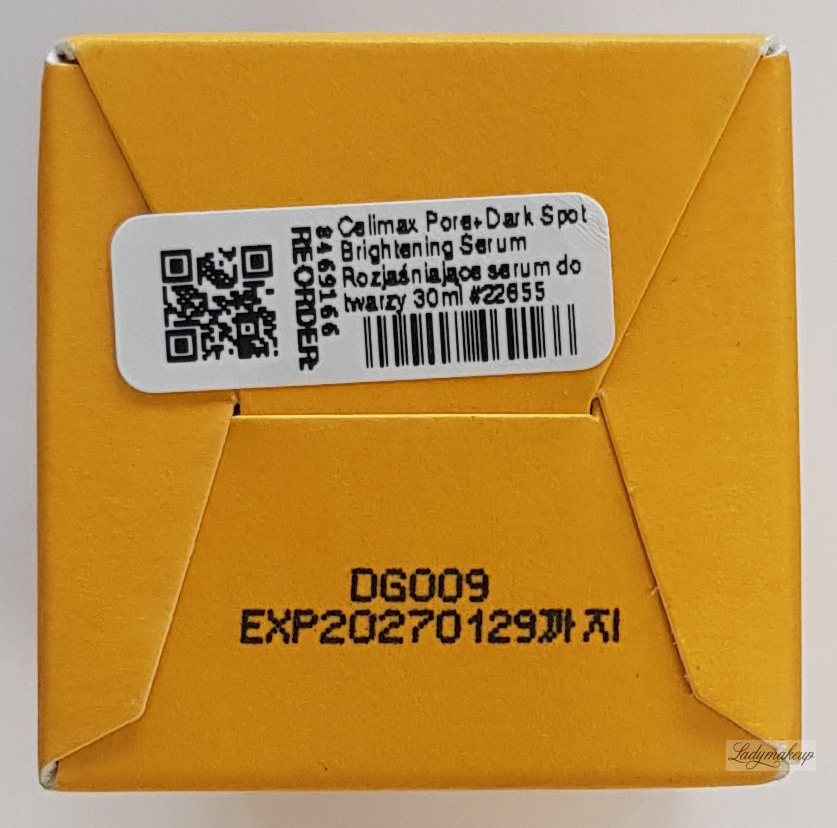 Celimax Pore+Dark Spot
Brightening Serum
Rozjaśniające serum do
twarzy 30ml #22655
8469166
REORDER
DG009
EXP20270129까지
Ladymakeup